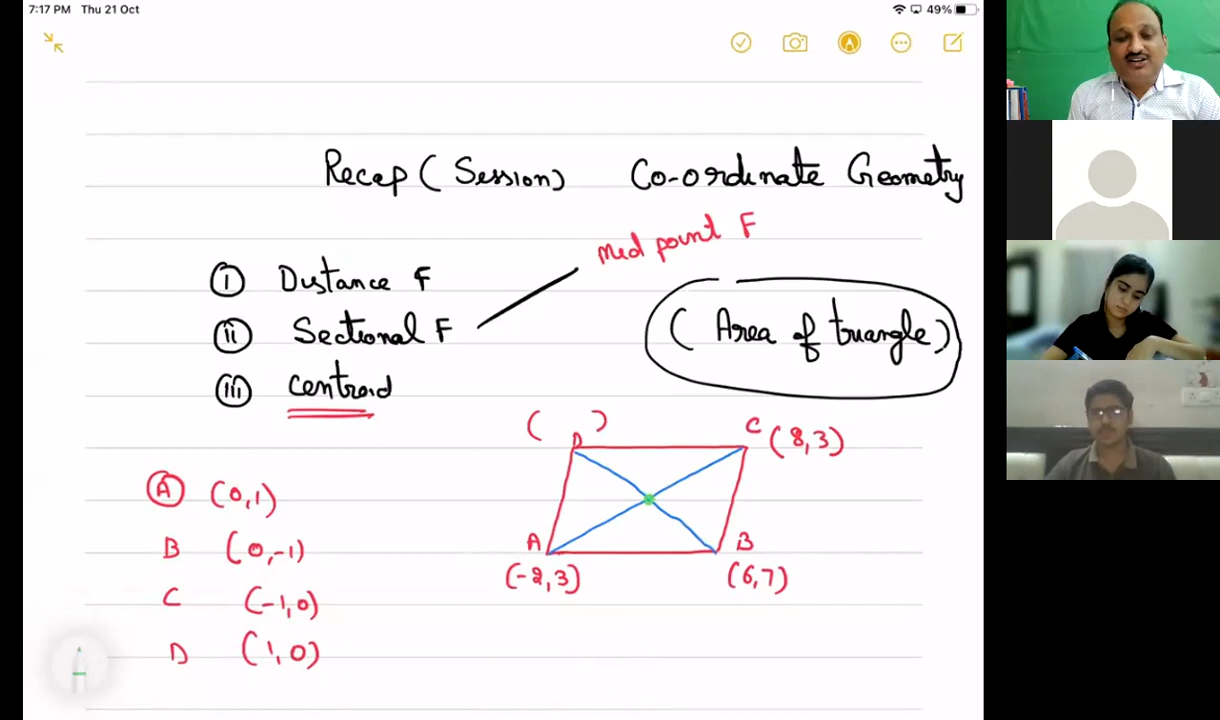 7:17 PM Thu 21 Oct
49%
Recap (Session) Co-ordinate Geometry
Mid point F
(i) Distance F
(ii) Sectional F
(Area of triangle)
(iii) Centroid
( )
D
C (8,3)
(A) (0,1)
B (0,-1)
A
B
(-2,3)
(6,7)
C (-1,0)
D (1,0)